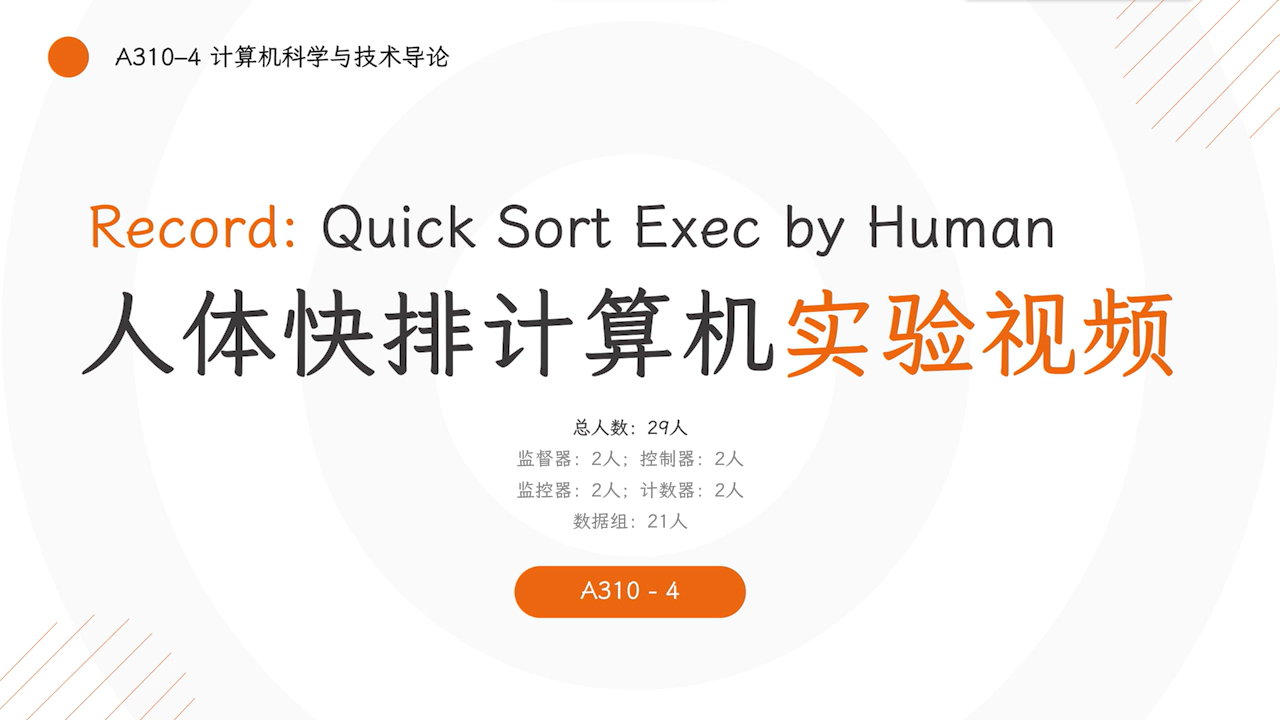 A310–4 计算机科学与技术导论
Record: Quick Sort Exec by Human
人体快排计算机实验视频
总人数：29人
监督器：2人；控制器：2人
监控器：2人；计数器：2人
数据组：21人
A310 - 4